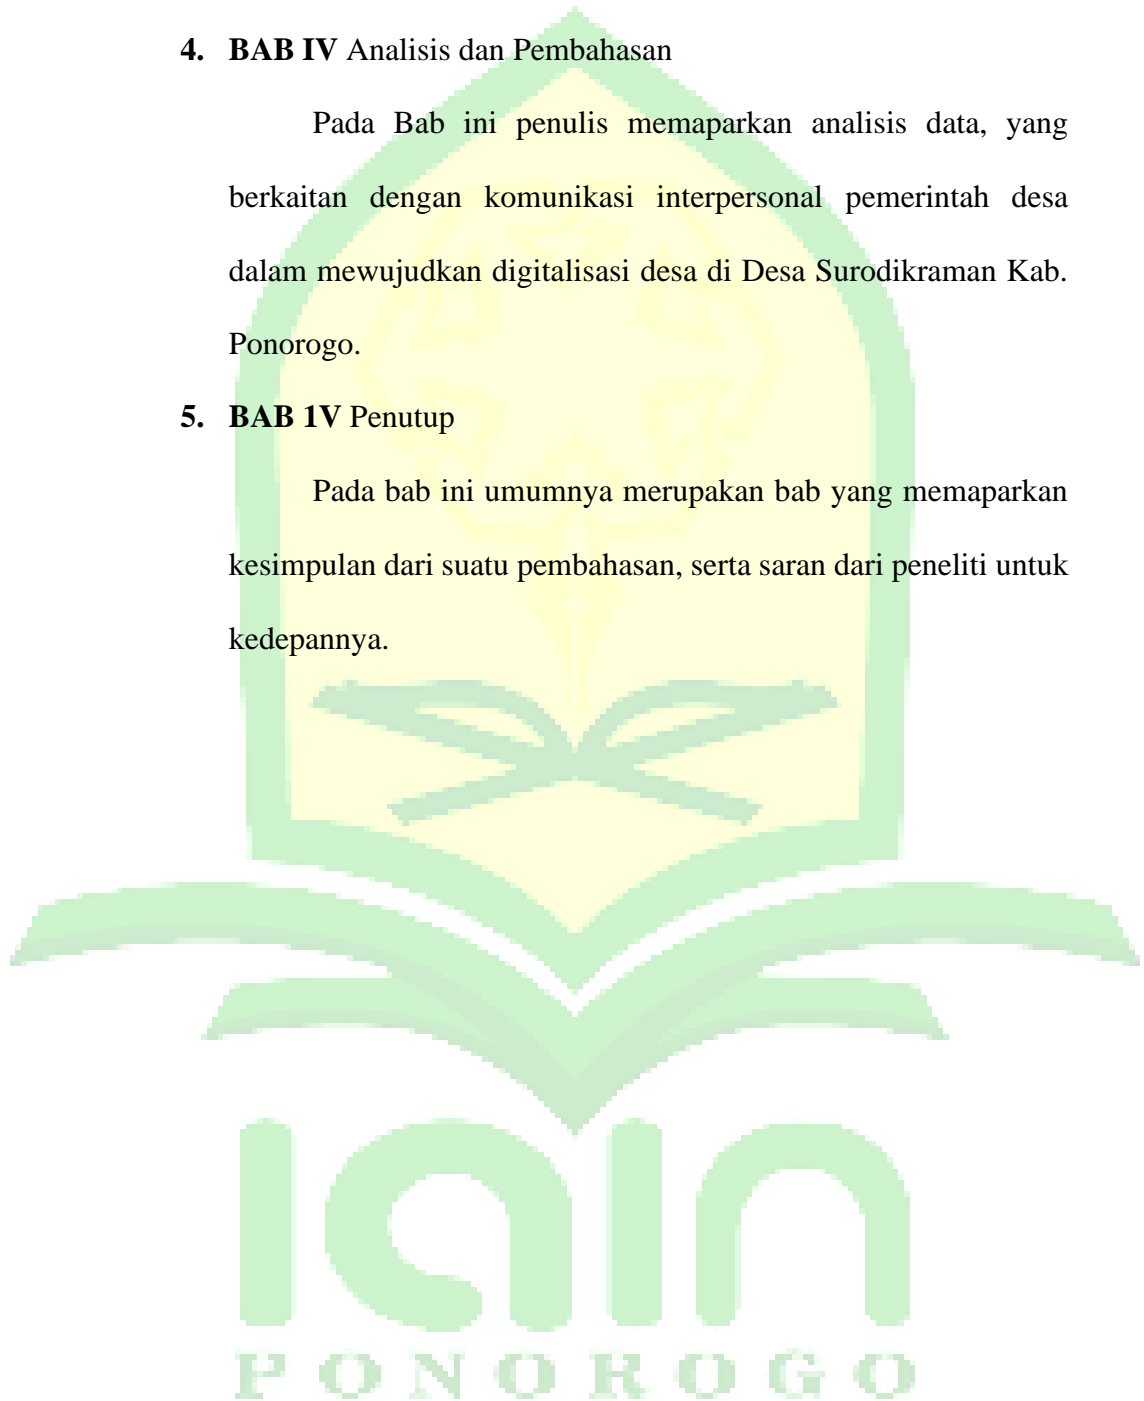 4. BAB IV Analisis dan Pembahasan
Pada Bab ini penulis memaparkan analisis data, yang
berkaitan dengan komunikasi interpersonal pemerintah desa
dalam mewujudkan digitalisasi desa di Desa Surodikraman Kab.
Ponorogo.
5. BAB 1V Penutup
Pada bab ini umumnya merupakan bab yang memaparkan
kesimpulan dari suatu pembahasan, serta saran dari peneliti untuk
kedepannya.
iain
PONOROGO